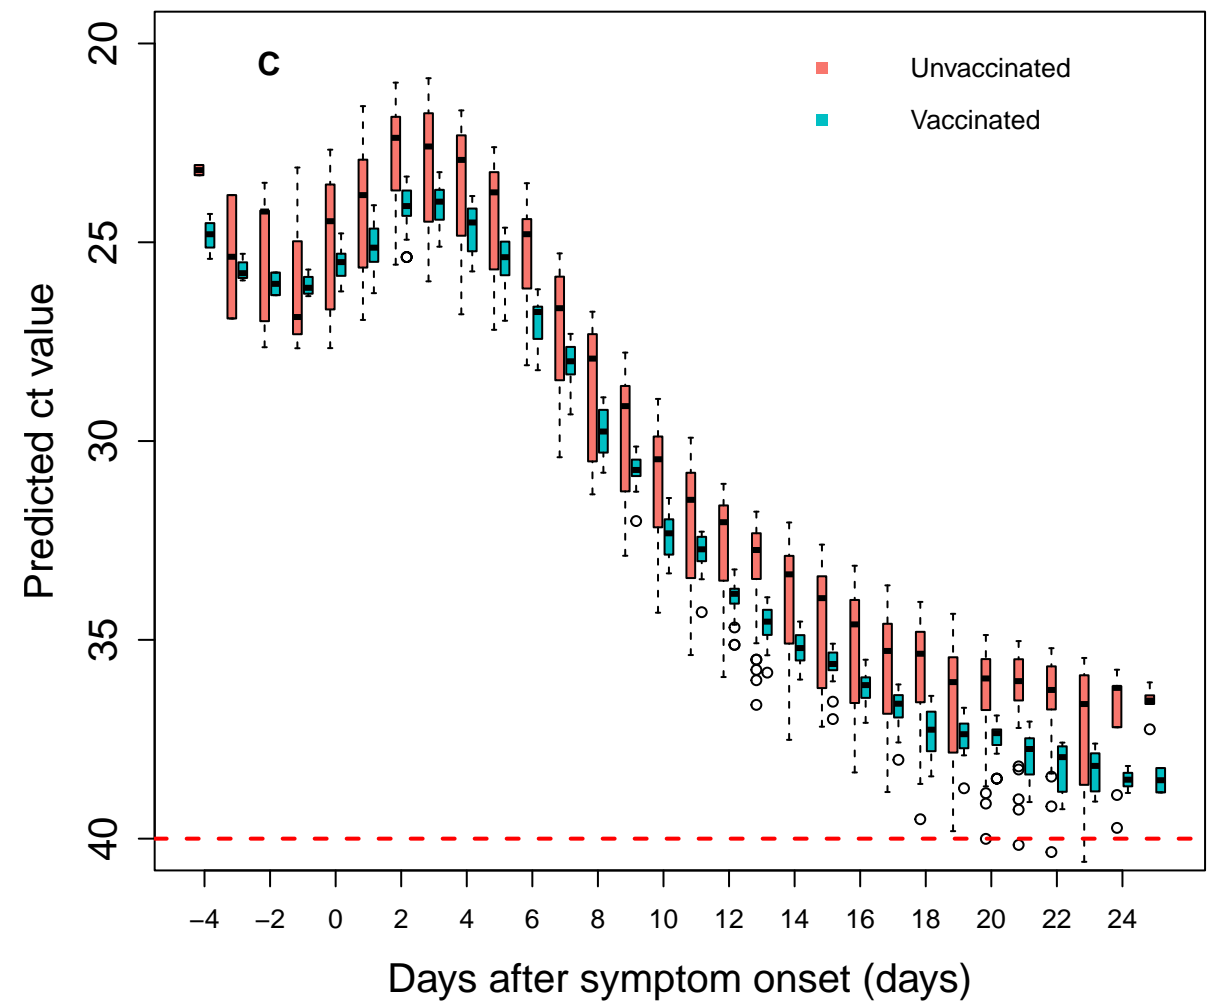 C
Unvaccinated
Vaccinated
Predicted ct value
20
25
30
35
40
−4 −2 0 2 4 6 8 10 12 14 16 18 20 22 24
Days after symptom onset (days)